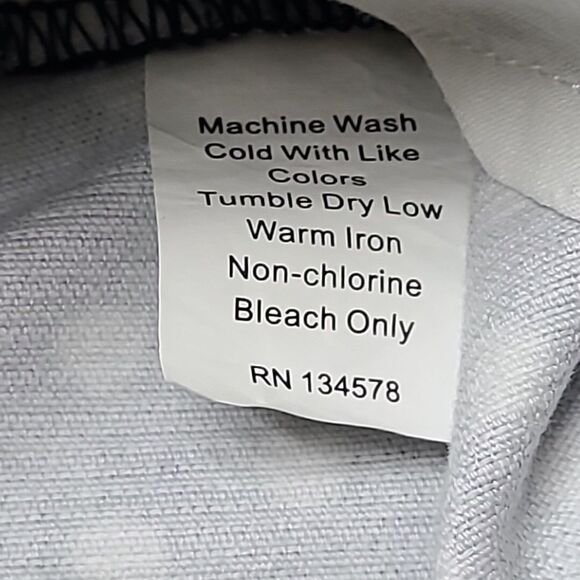 Machine Wash
Cold With Like
Colors
Tumble Dry Low
Warm Iron
Non-chlorine
Bleach Only
RN 134578